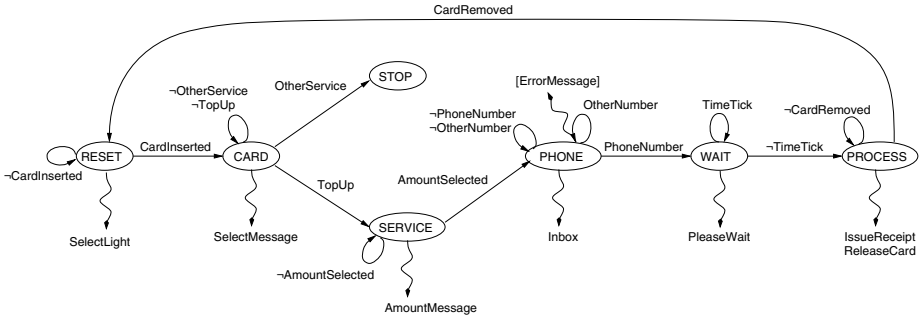 CardRemoved
STOP
[ErrorMessage]
OtherService
¬OtherService
¬TopUp
¬PhoneNumber
¬OtherNumber
OtherNumber
TimeTick
¬CardRemoved
RESET
CardInserted
CARD
PHONE
PhoneNumber
WAIT
¬TimeTick
PROCESS
¬CardInserted
TopUp
AmountSelected
SERVICE
SelectLight
SelectMessage
Inbox
PleaseWait
IssueReceipt
ReleaseCard
¬AmountSelected
AmountMessage